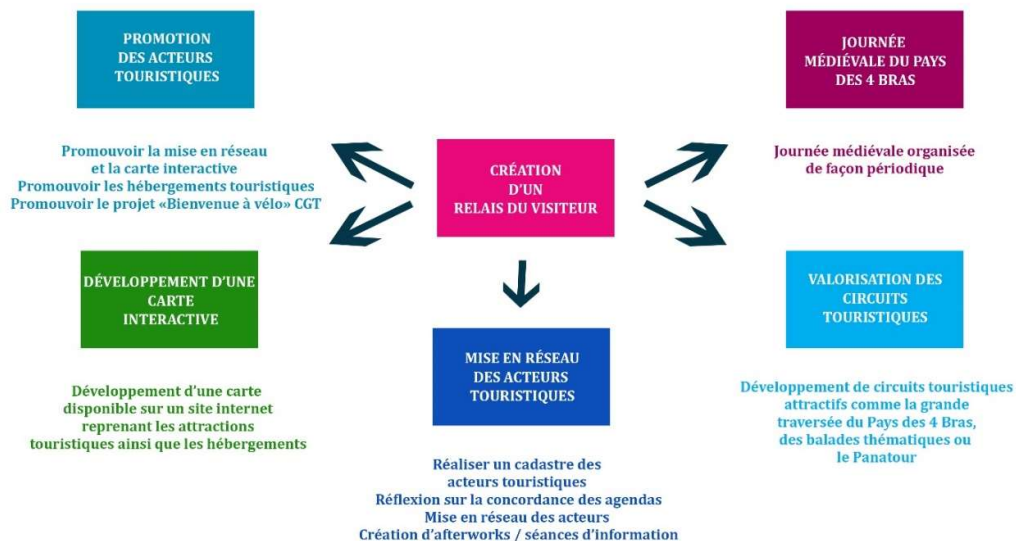 PROMOTION
DES ACTEURS
TOURISTIQUES
Promouvoir la mise en réseau
et la carte interactive
Promouvoir les hébergements touristiques
Promouvoir le projet «Bienvenue à vélo» CGT
JOURNÉE
MÉDIÉVALE DU PAYS
DES 4 BRAS
Journée médiévale organisée
de façon périodique
CRÉATION
D'UN
RELAIS DU VISITEUR
DÉVELOPPEMENT D'UNE
CARTE
INTERACTIVE
Développement d'une carte
disponible sur un site internet
reprenant les attractions
touristiques ainsi que les hébergements
MISE EN RÉSEAU
DES ACTEURS
TOURISTIQUES
Réaliser un cadastre des
acteurs touristiques
Réflexion sur la concordance des agendas
Mise en réseau des acteurs
Création d'afterworks / séances d'information
VALORISATION DES
CIRCUITS
TOURISTIQUES
Développement de circuits touristiques
attractifs comme la grande
traversée du Pays des 4 Bras,
des balades thématiques ou
le Panatour